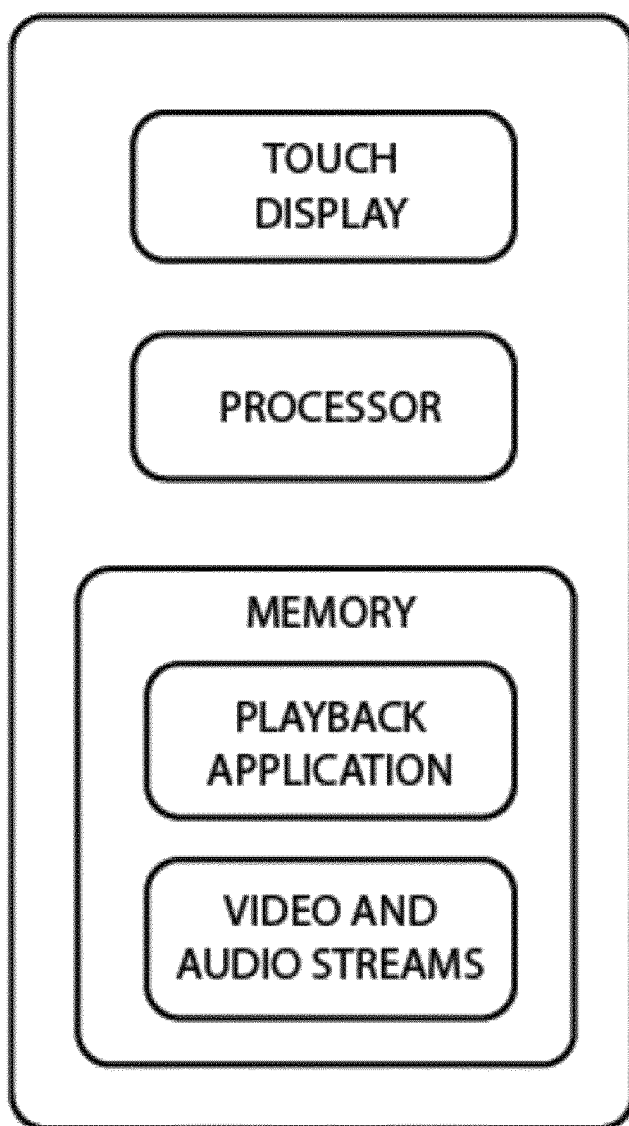 TOUCH
DISPLAY
PROCESSOR
MEMORY
PLAYBACK
APPLICATION
VIDEO AND
AUDIO STREAMS